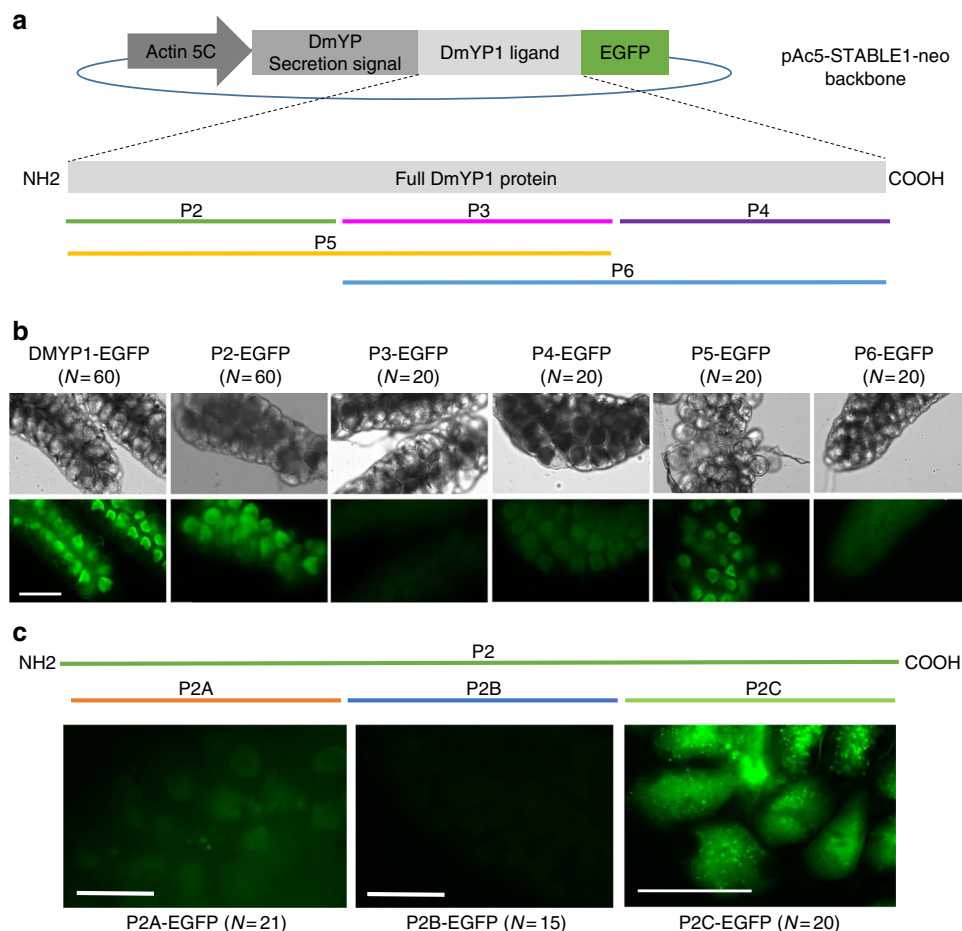 a
Actin 5C
DmYP
Secretion signal
DmYP1 ligand
EGFP
pAc5-STABLE1-neo
backbone
NH2
Full DmYP1 protein
COOH
P2
P3
P4
P5
P6
b
DMYP1-EGFP
(N=60)
P2-EGFP
(N=60)
P3-EGFP
(N=20)
P4-EGFP
(N=20)
P5-EGFP
(N=20)
P6-EGFP
(N=20)
c
NH2
P2
COOH
P2A
P2B
P2C
P2A-EGFP (N=21)
P2B-EGFP (N=15)
P2C-EGFP (N=20)